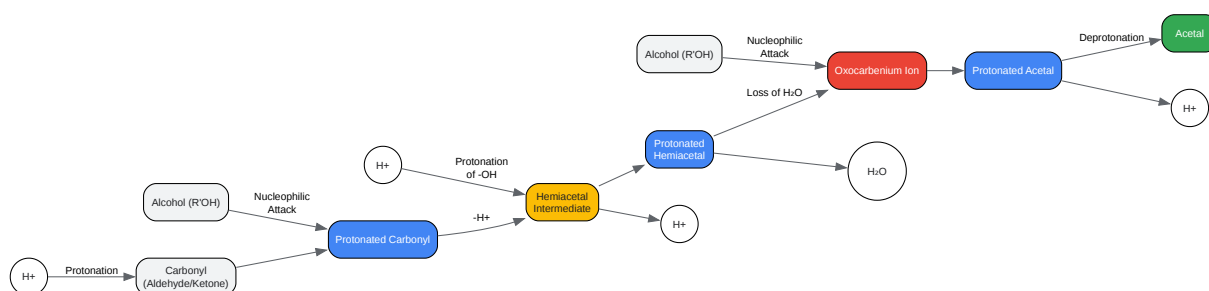 H+
Protonation
Carbonyl
(Aldehyde/Ketone)
Alcohol (R'OH)
Nucleophilic
Attack
Protonated Carbonyl
-H+
H+
Protonation
of -OH
Hemiacetal
Intermediate
H+
Protonated
Hemiacetal
Loss of H₂O
H₂O
Alcohol (R'OH)
Nucleophilic
Attack
Oxocarbenium Ion
Protonated Acetal
Deprotonation
Acetal
H+